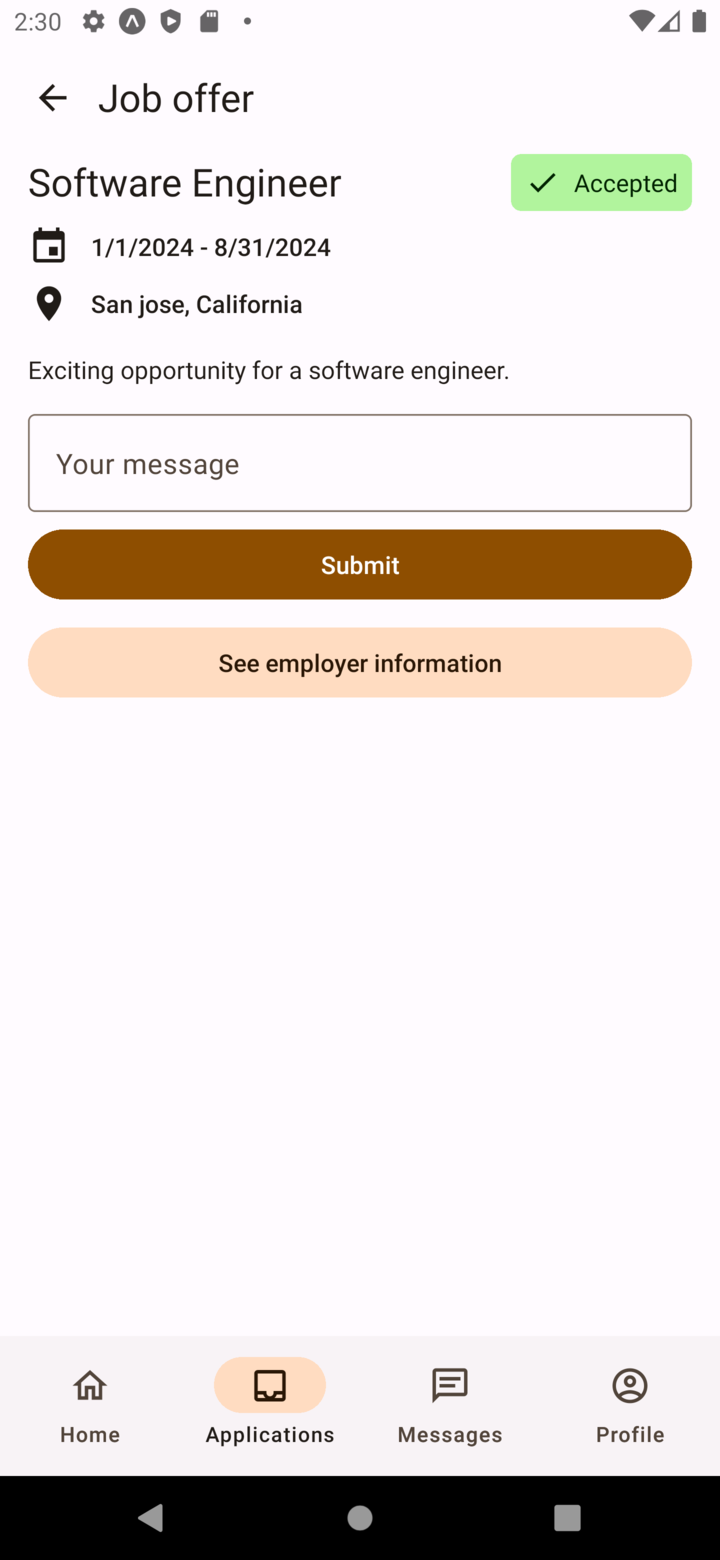 2:30
Job offer
Software Engineer
Accepted
1/1/2024 - 8/31/2024
San jose, California
Exciting opportunity for a software engineer.
Your message
Submit
See employer information
Home Applications Messages Profile